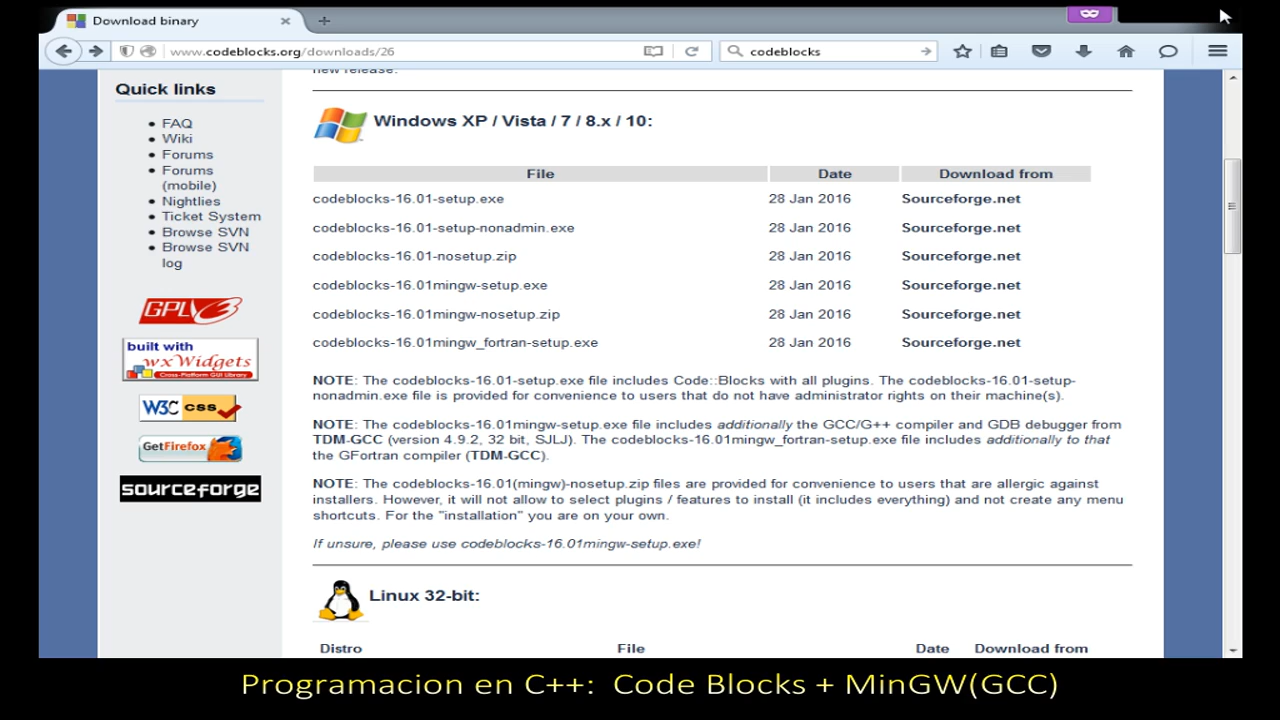 Download binary
www.codeblocks.org/downloads/26
codeblocks
new release.
Quick links
FAQ
Wiki
Forums
Forums
(mobile)
Nightlies
Ticket System
Browse SVN
Browse SVN
log
GPLv3
built with
wxWidgets
Cross-Platform GUI Library
W3C css
GetFirefox
sourceforge
Windows XP / Vista / 7 / 8.x / 10:
File Date Download from
codeblocks-16.01-setup.exe 28 Jan 2016 Sourceforge.net
codeblocks-16.01-setup-nonadmin.exe 28 Jan 2016 Sourceforge.net
codeblocks-16.01-nosetup.zip 28 Jan 2016 Sourceforge.net
codeblocks-16.01mingw-setup.exe 28 Jan 2016 Sourceforge.net
codeblocks-16.01mingw-nosetup.zip 28 Jan 2016 Sourceforge.net
codeblocks-16.01mingw_fortran-setup.exe 28 Jan 2016 Sourceforge.net
NOTE: The codeblocks-16.01-setup.exe file includes Code::Blocks with all plugins. The codeblocks-16.01-setup-
nonadmin.exe file is provided for convenience to users that do not have administrator rights on their machine(s).
NOTE: The codeblocks-16.01mingw-setup.exe file includes additionally the GCC/G++ compiler and GDB debugger from
TDM-GCC (version 4.9.2, 32 bit, SJLJ). The codeblocks-16.01mingw_fortran-setup.exe file includes additionally to that
the GFortran compiler (TDM-GCC).
NOTE: The codeblocks-16.01(mingw)-nosetup.zip files are provided for convenience to users that are allergic against
installers. However, it will not allow to select plugins / features to install (it includes everything) and not create any menu
shortcuts. For the "installation" you are on your own.
If unsure, please use codeblocks-16.01mingw-setup.exe!
Linux 32-bit:
Distro File Date Download from
Programacion en C++: Code Blocks + MinGW(GCC)